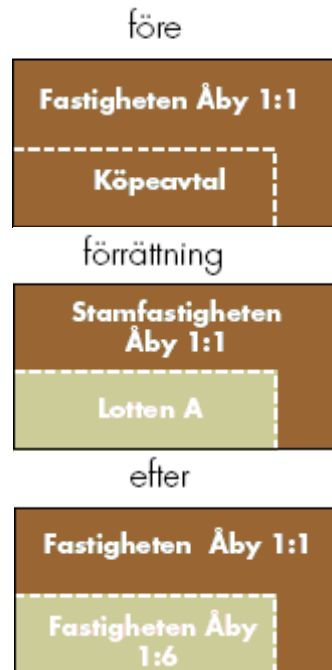 före
Fastigheten Åby 1:1
Köpeavtal
förrättning
Stamfastigheten
Åby 1:1
Lotten A
efter
Fastigheten Åby 1:1
Fastigheten Åby
1:6